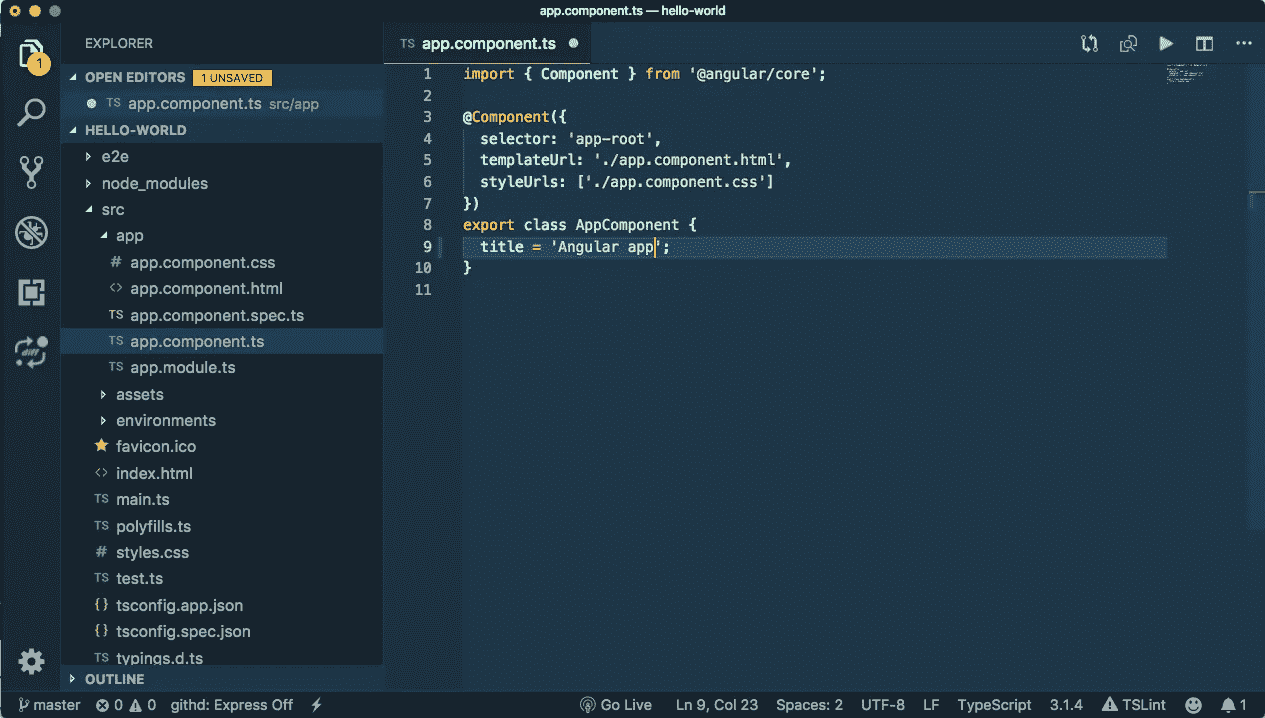 app.component.ts — hello-world
EXPLORER
1
OPEN EDITORS 1 UNSAVED
TS app.component.ts src/app
HELLO-WORLD
e2e
node_modules
src
app
# app.component.css
<> app.component.html
TS app.component.spec.ts
TS app.component.ts
TS app.module.ts
assets
environments
favicon.ico
<> index.html
TS main.ts
TS polyfills.ts
# styles.css
TS test.ts
{} tsconfig.app.json
{} tsconfig.spec.json
TS typings.d.ts
OUTLINE
diff
TS app.component.ts
1 import { Component } from '@angular/core';
2
3 @Component({
4 selector: 'app-root',
5 templateUrl: './app.component.html',
6 styleUrls: ['./app.component.css']
7 })
8 export class AppComponent {
9 title = 'Angular app';
10 }
11
master 0 0 githd: Express Off Go Live Ln 9, Col 23 Spaces: 2 UTF-8 LF TypeScript 3.1.4 TSLint 1